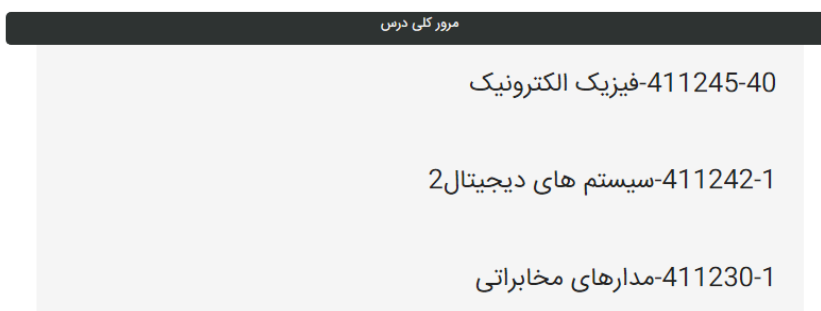 مرور کلی درس
411245-40-فیزیک الکترونیک
411242-1-سیستم های دیجیتال2
411230-1-مدارهای مخابراتی